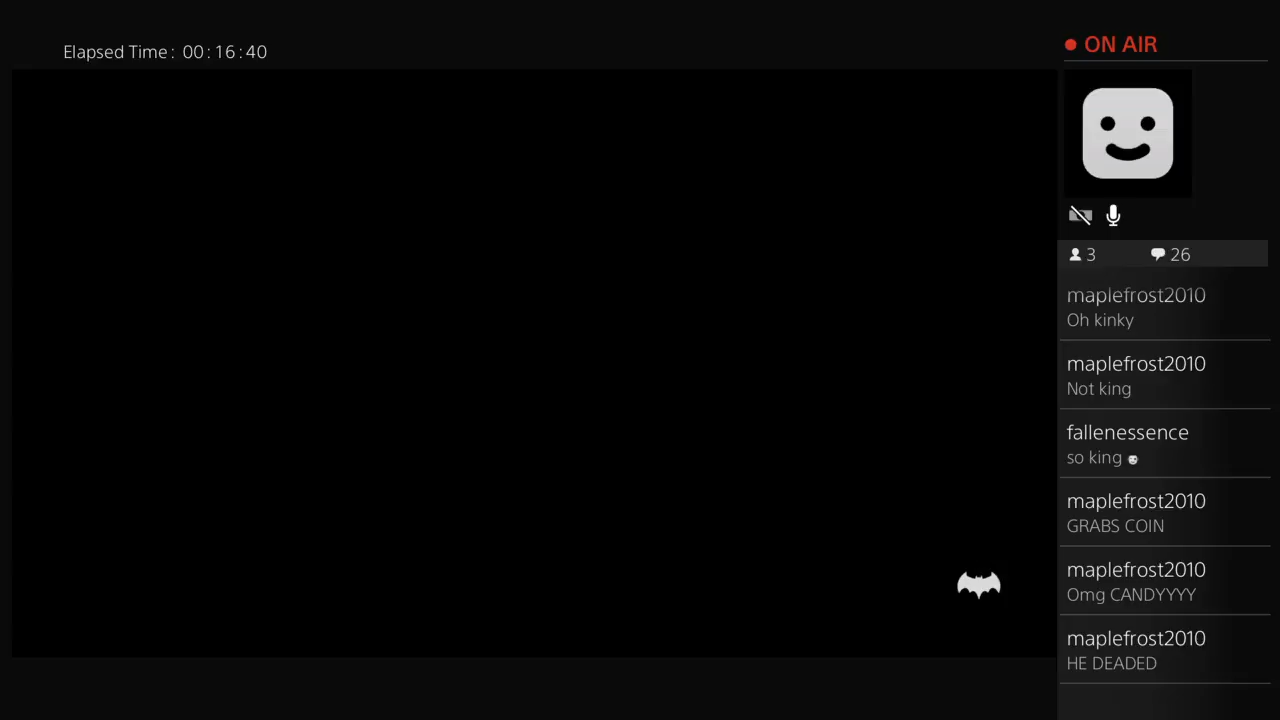 Elapsed Time: 00:16:40
ON AIR
3 26
maplefrost2010
Oh kinky
maplefrost2010
Not king
fallenessence
so king
maplefrost2010
GRABS COIN
maplefrost2010
Omg CANDYYYY
maplefrost2010
HE DEADED